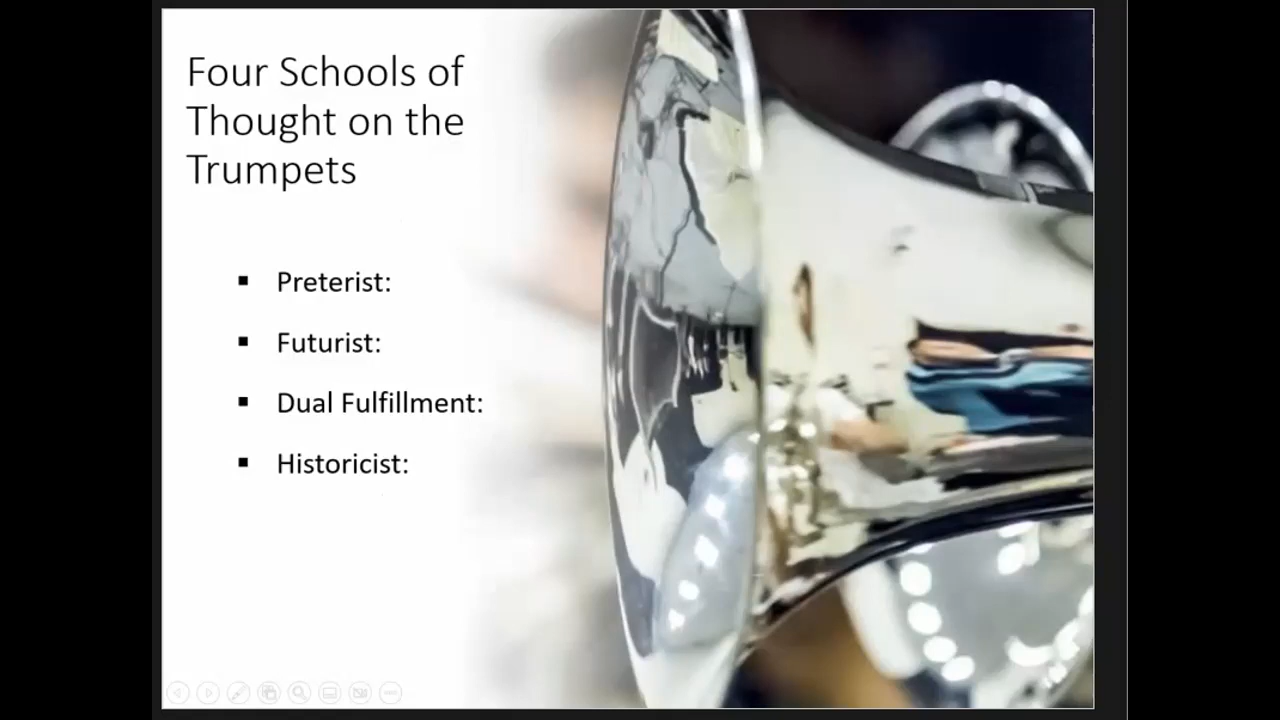 Four Schools of
Thought on the
Trumpets
▪ Preterist:
▪ Futurist:
▪ Dual Fulfillment:
▪ Historicist: